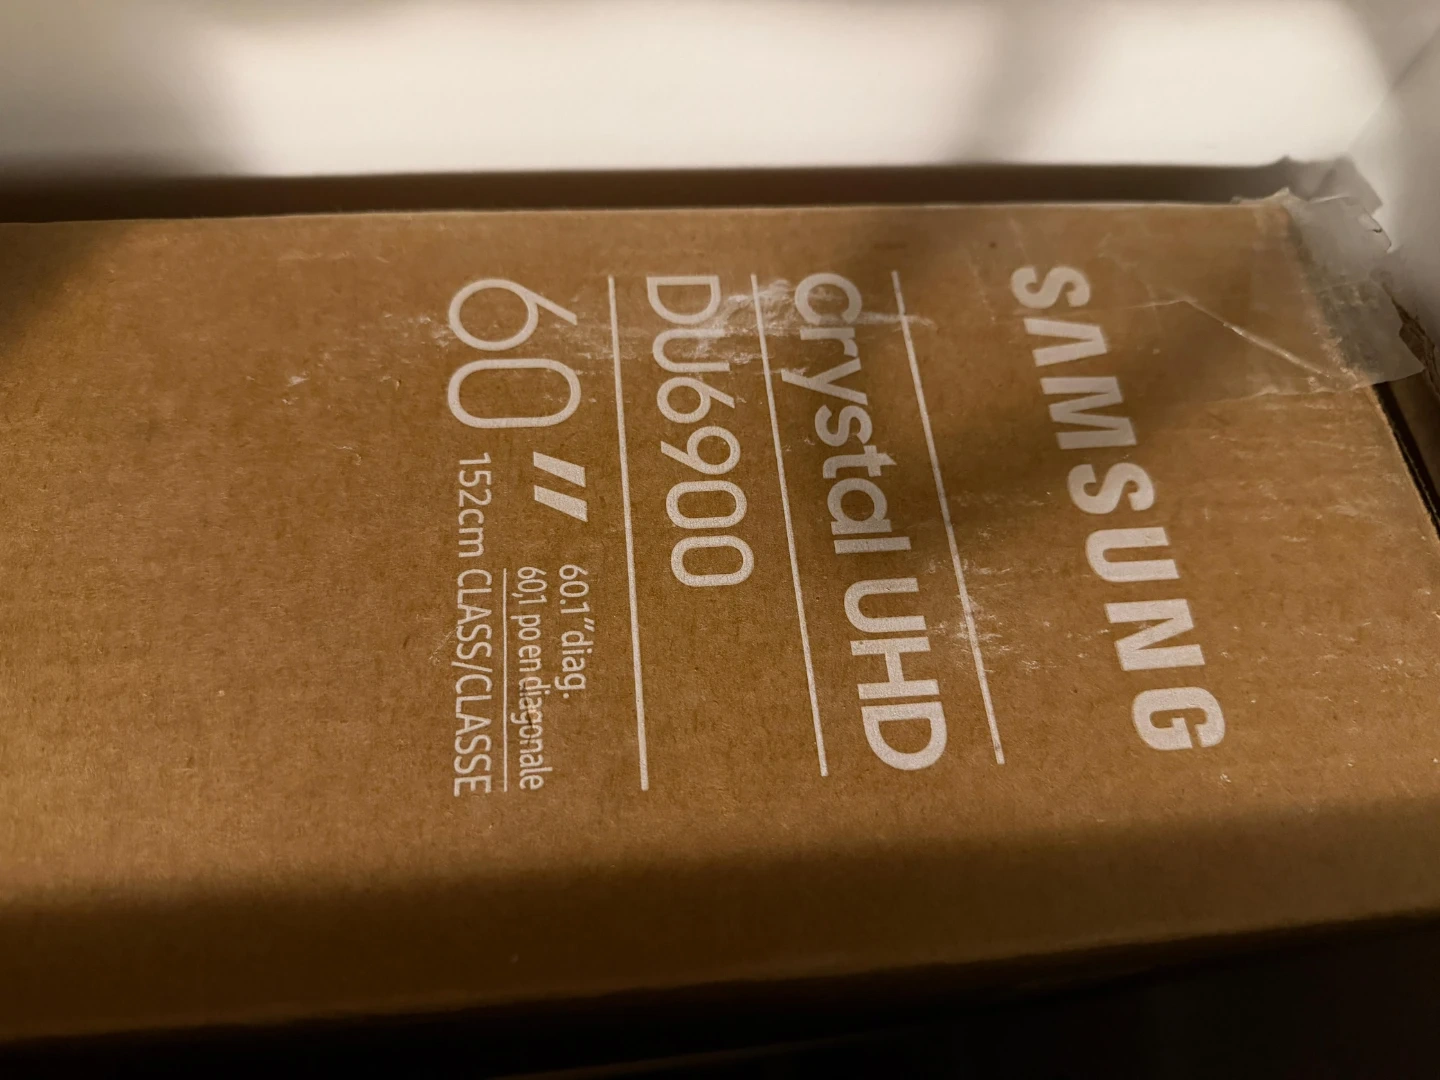 SAMSUNG
Crystal UHD
DU6900
60"
60.1" diag.
60,1 po en diagonale
152cm CLASS/CLASSE